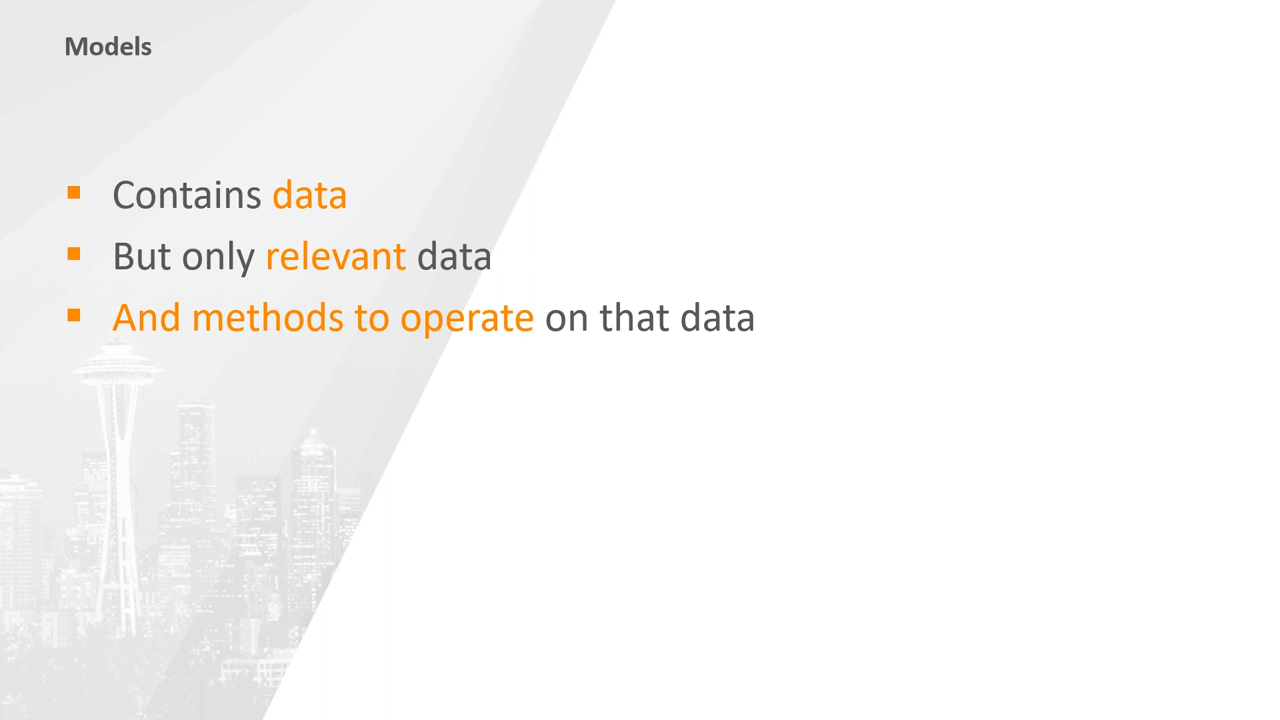 Models
▪ Contains data
▪ But only relevant data
▪ And methods to operate on that data